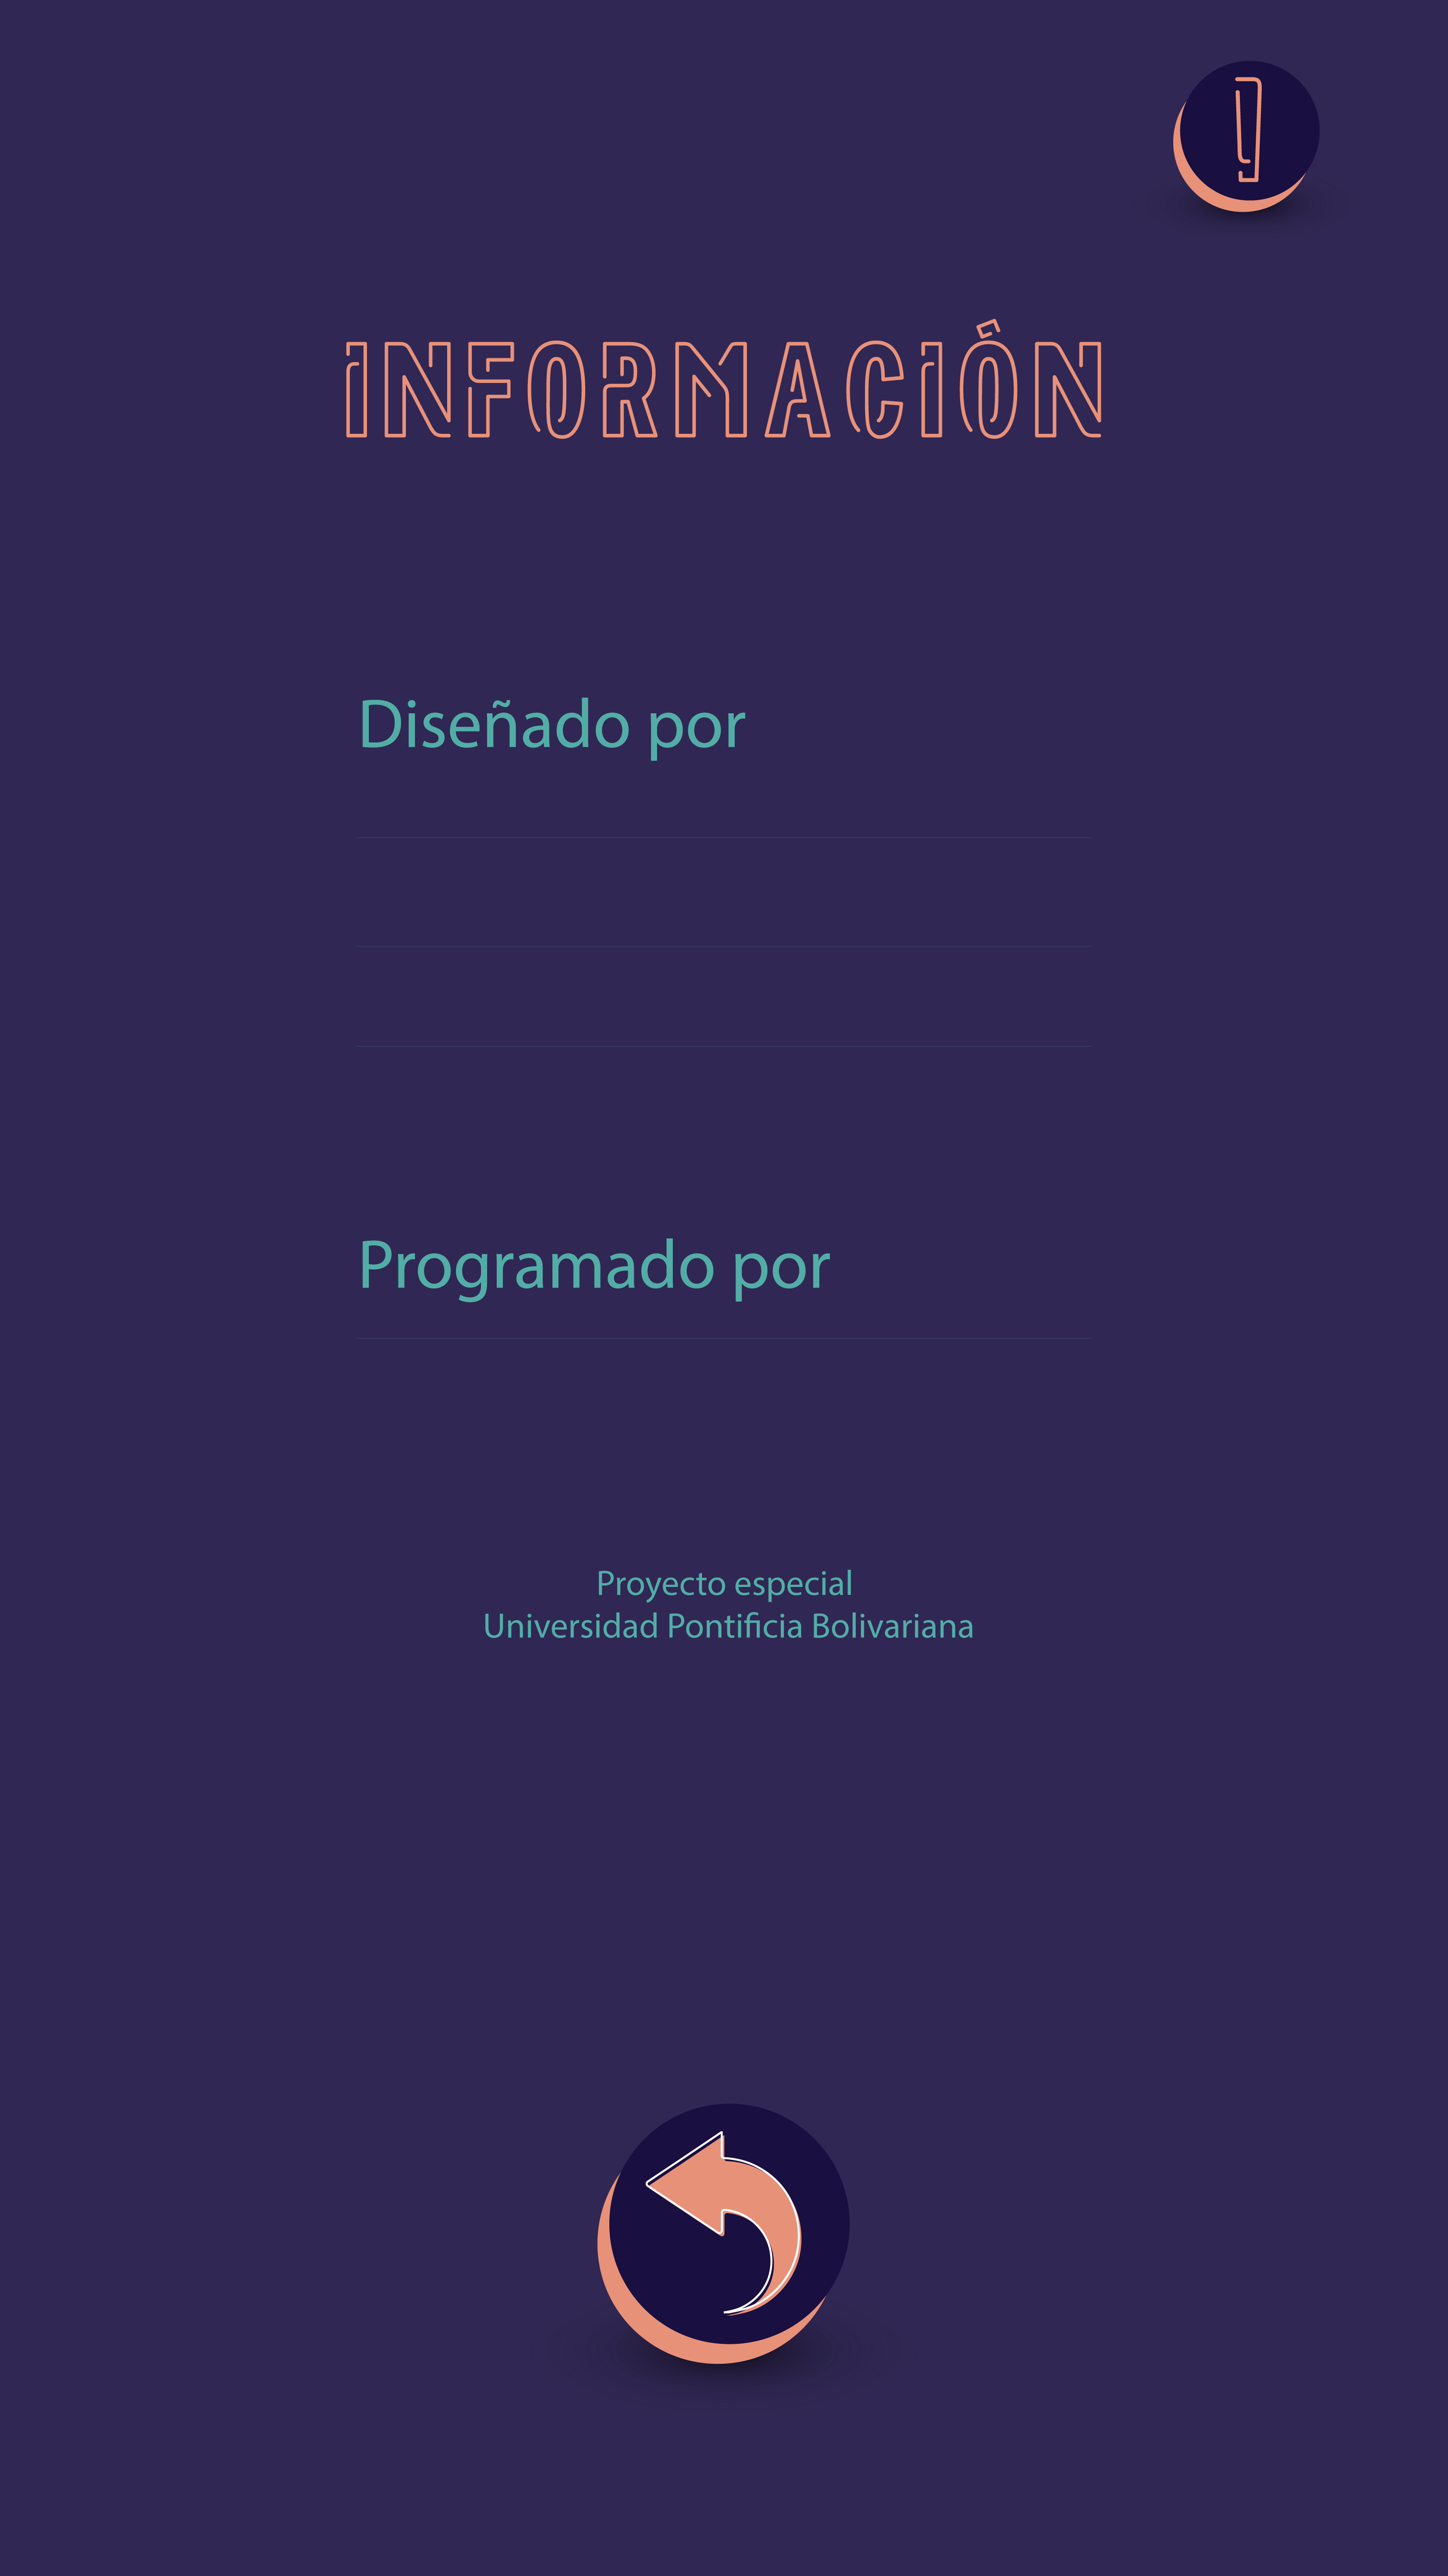 !
INFORMACIÓN
Diseñado por
Programado por
Proyecto especial
Universidad Pontificia Bolivariana